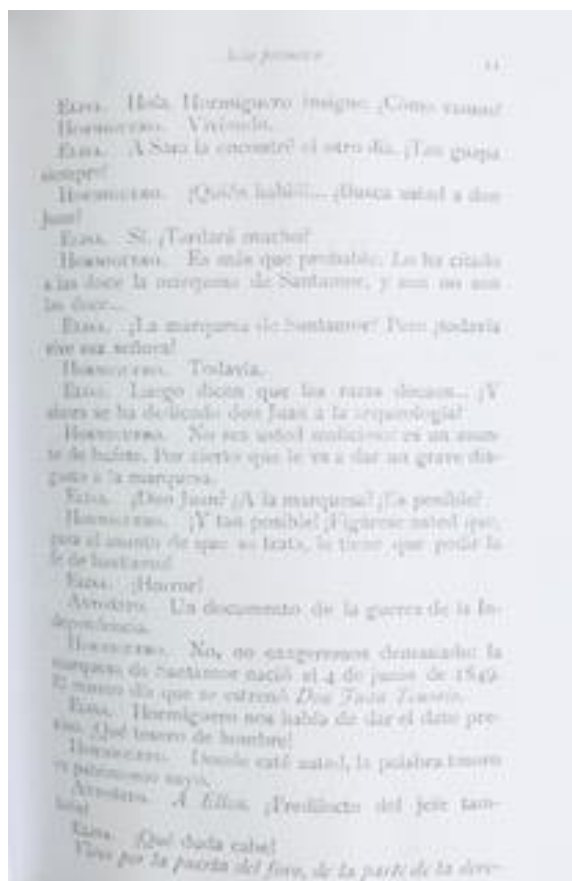 Acto primero
11
ELISA. Hola, Hormiguero insigne. ¿Cómo vamos?
HORMIGUERO. Viviendo.
ELISA. A Sara la encontré el otro día. ¡Tan guapa
siempre!
HORMIGUERO. ¡Quién habló!... ¿Busca usted a don
Juan?
ELISA. Sí. ¿Tardará mucho?
HORMIGUERO. Es más que probable. Lo ha citado
a las doce la marquesa de Santamor, y aun no son
las doce...
ELISA. ¿La marquesa de Santamor? Pero ¿todavía
vive esa señora?
HORMIGUERO. Todavía.
ELISA. Luego dicen que las razas decaen... ¿Y
ahora se ha dedicado don Juan a la arqueología?
HORMIGUERO. No sea usted maliciosa: es un asun-
to de bufete. Por cierto que le va a dar un grave dis-
gusto a la marquesa.
ELISA. ¿Don Juan? ¿A la marquesa? ¿Es posible?
HORMIGUERO. ¡Y tan posible! ¡Figúrese usted que,
para el asunto de que se trata, le tiene que pedir la
fe de bautismo!
ELISA. ¡Horror!
Un documento de la guerra de la In-
dependencia.
HORMIGUERO. No, no exageremos demasiado: la
marquesa de Santamor nació el 4 de junio de 1849.
El mismo día que se estrenó Don Juan Tenorio.
ELISA. Hormiguero nos había de dar el dato pre-
ciso. ¡Qué tesoro de hombre!
HORMIGUERO. Donde está usted, la palabra tesoro
es patrimonio suyo.
A Elisa. ¿Predilecto del jefe tam-
bién?
ELISA. ¡Qué duda cabe!
Viene por la puerta del foro, de la parte de la dere-